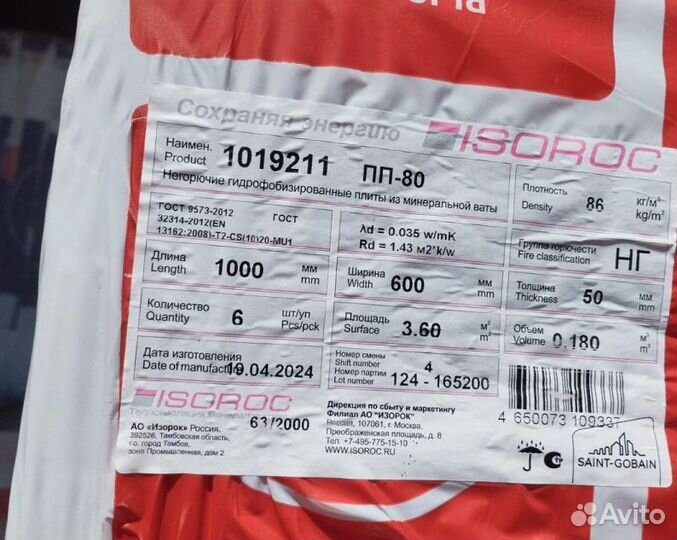 Сохраняя энергию
ISOROC
Наимен.
Product
1019211 ПП-80
Негорючие гидрофобизированные плиты из минеральной ваты
Плотность
Density
86
кг/м³
kg/m³
ГОСТ 9573-2012 ГОСТ
32314-2012(EN
13162:2008)-T2-CS(10)20-MU1
λd = 0.035 w/mK
Rd = 1.43 м2*k/w
Группа горючести
Fire classification
НГ
Длина
Length
1000
мм
mm
Ширина
Width
600
мм
mm
Толщина
Thickness
50
мм
mm
Количество
Quantity
6
шт/уп
Pcs/pck
Площадь
Surface
3.60
м²
m²
Объем
Volume
0.180
м³
m³
Дата изготовления
Date of manufacture
19.04.2024
Номер смены
Shift number
4
Номер партии
Lot number
124 - 165200
ISOROC
Теплоизоляция
63/2000
АО «Изорок» Россия,
392526, Тамбовская область,
г.о. город Тамбов,
зона Промышленная, дом 2
Дирекция по сбыту и маркетингу
Филиал АО "ИЗОРОК"
Россия, 107061, г. Москва,
Преображенная площадь, д. 8
Тел. +7-495-775-15-10
WWW.ISOROC.RU
4 650073 109337
SAINT-GOBAIN
Avito